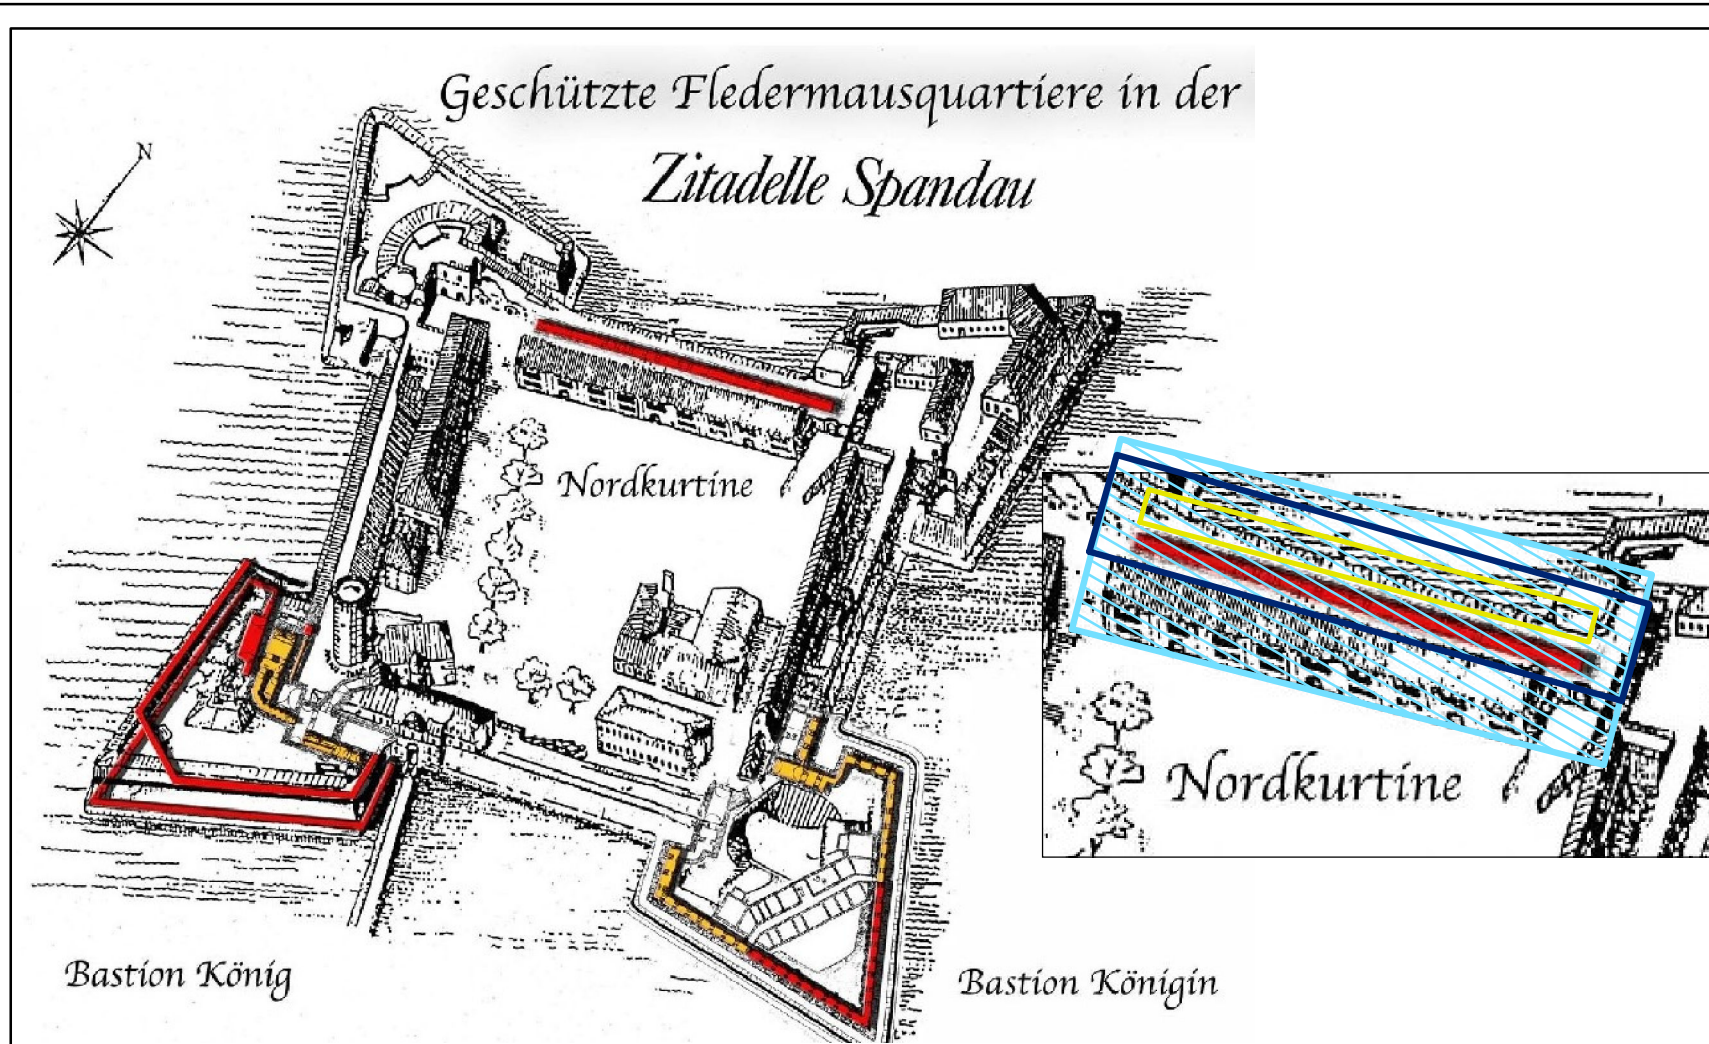 Geschützte Fledermausquartiere in der
Zitadelle Spandau
N
Nordkurtine
Nordkurtine
Bastion König
Bastion Königin